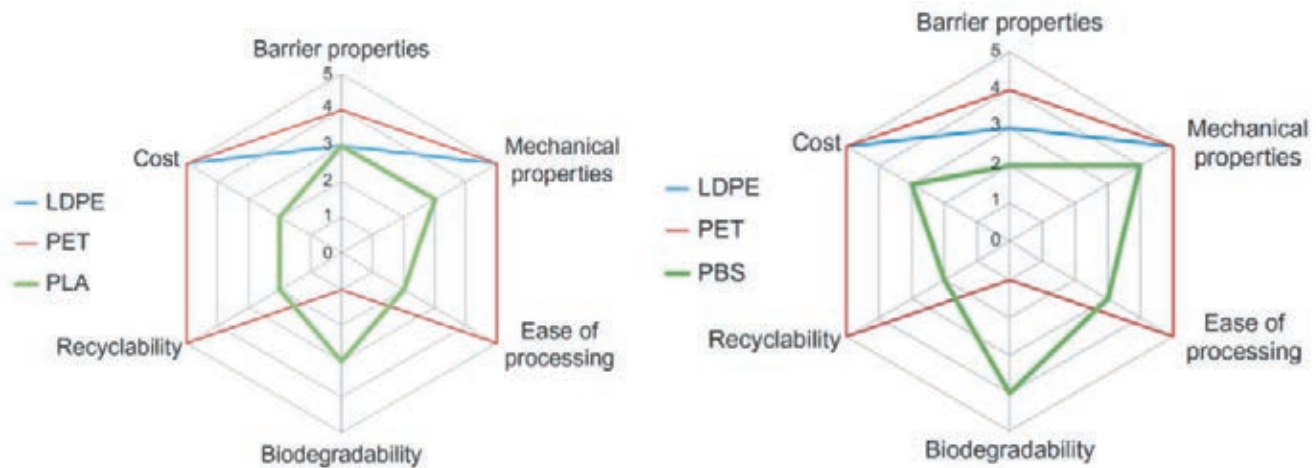 Barrier properties
5
4
3
2
1
0
Cost
Mechanical
properties
LDPE
PET
PLA
Recyclability
Ease of
processing
Biodegradability
Barrier properties
5
4
3
2
1
0
Cost
Mechanical
properties
LDPE
PET
PBS
Recyclability
Ease of
processing
Biodegradability